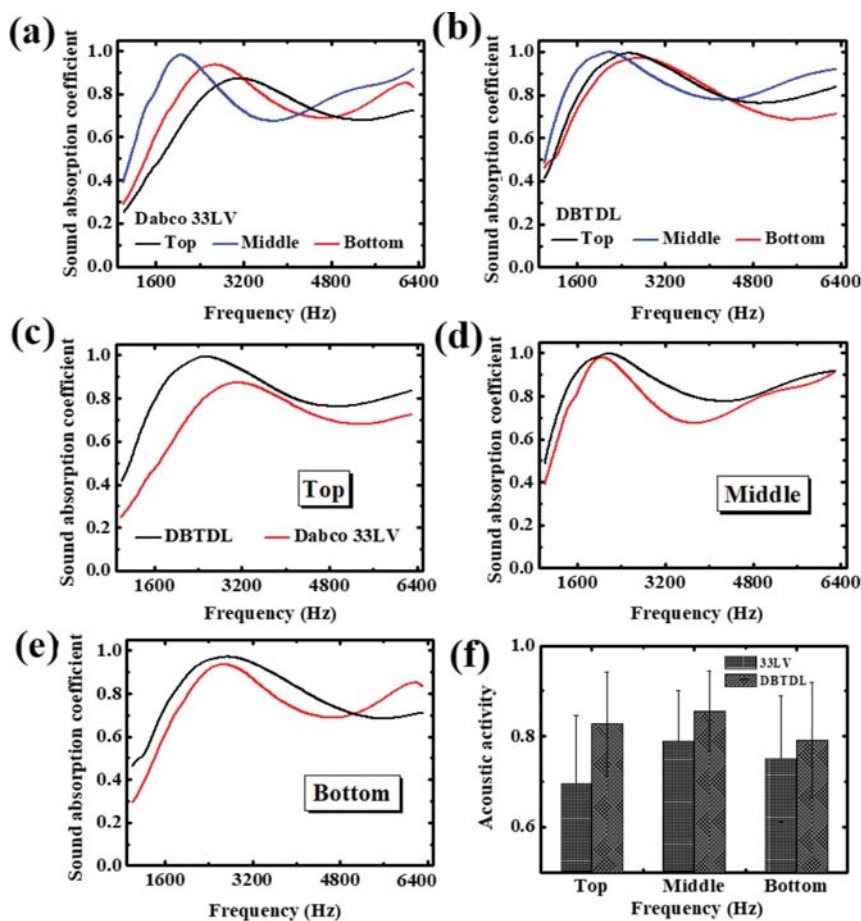 (a)
1.0
0.8
0.6
0.4
0.2
0.0
Sound absorption coefficient
Dabco 33LV
Top Middle Bottom
1600 3200 4800 6400
Frequency (Hz)
(b)
1.0
0.8
0.6
0.4
0.2
0.0
Sound absorption coefficient
DBTDL
Top Middle Bottom
1600 3200 4800 6400
Frequency (Hz)
(c)
1.0
0.8
0.6
0.4
0.2
0.0
Sound absorption coefficient
Top
DBTDL Dabco 33LV
1600 3200 4800 6400
Frequency (Hz)
(d)
1.0
0.8
0.6
0.4
0.2
0.0
Sound absorption coefficient
Middle
1600 3200 4800 6400
Frequency (Hz)
(e)
1.0
0.8
0.6
0.4
0.2
0.0
Sound absorption coefficient
Bottom
1600 3200 4800 6400
Frequency (Hz)
(f)
1.0
0.8
0.6
Acoustic activity
33LV
DBTDL
Top Middle Bottom
Frequency (Hz)